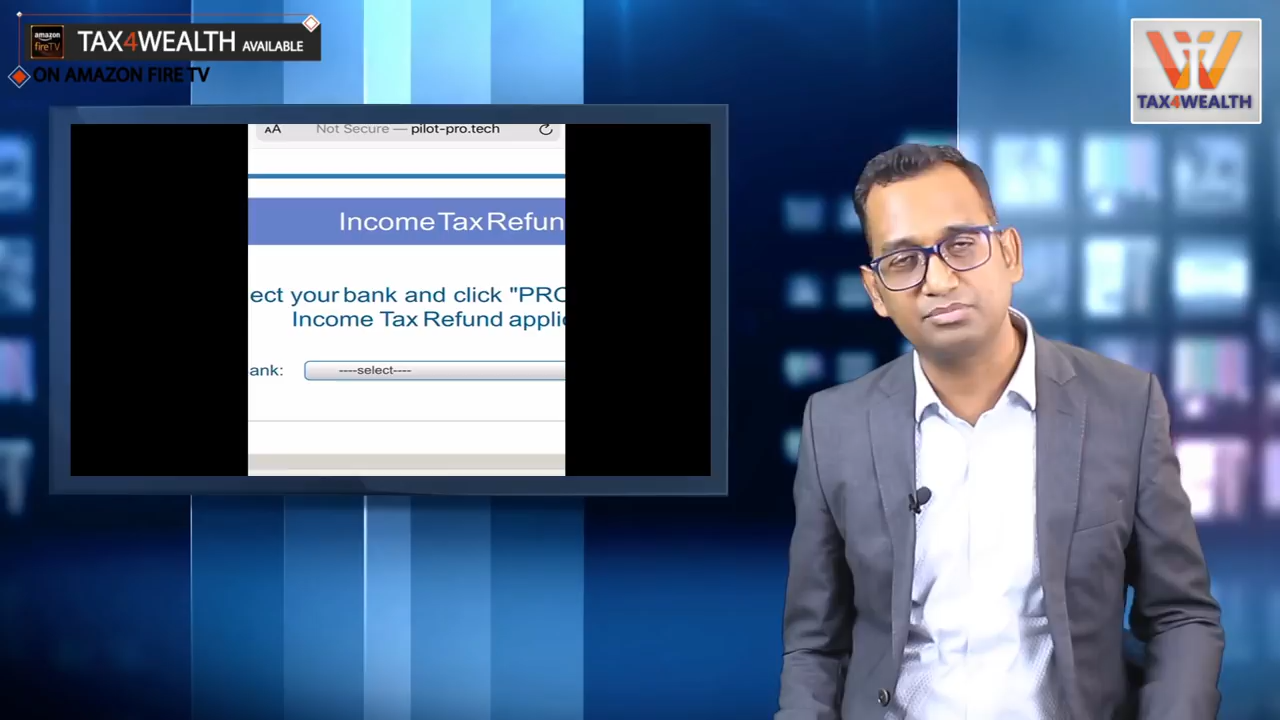 amazon
fireTV
TAX4WEALTH AVAILABLE
ON AMAZON FIRE TV
W
TAX4WEALTH
AA Not Secure — pilot-pro.tech
Income Tax Refun
ect your bank and click "PRO
Income Tax Refund applic
ank: ----select----